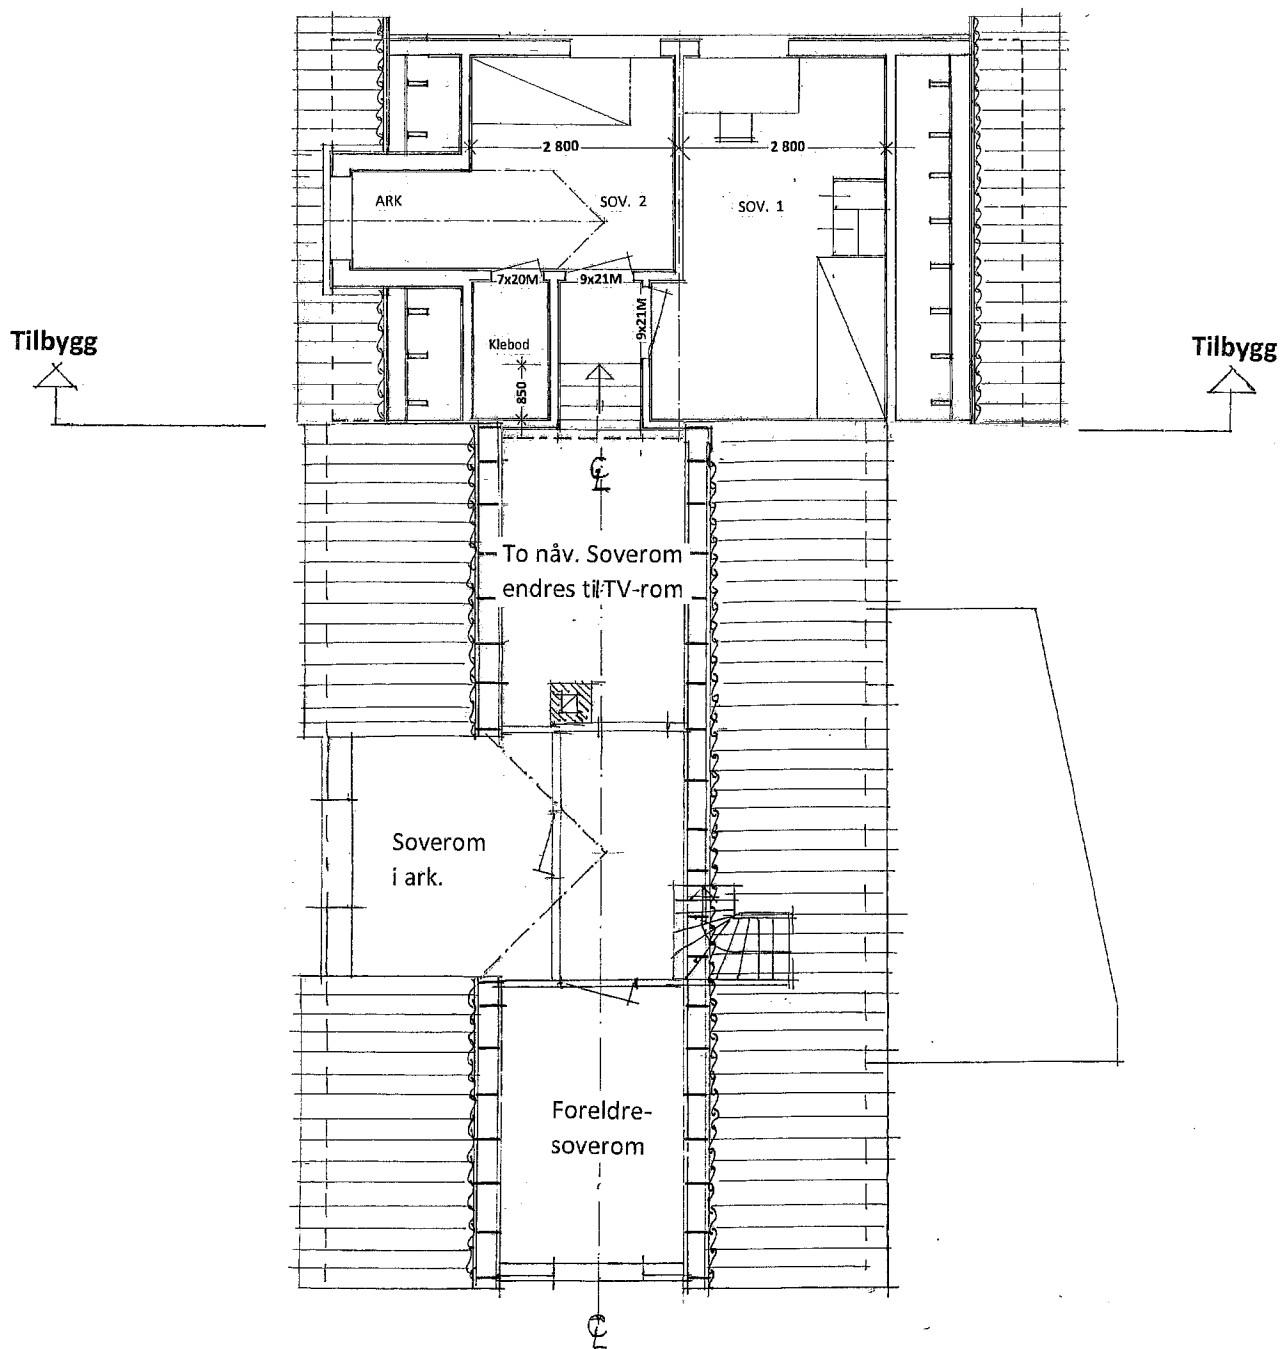 2 800
2 800
ARK
SOV. 2
SOV. 1
7x20M
9x21M
9x21M
Klebod
850
Tilbygg
Tilbygg
To nåv. Soverom
endres til TV-rom
Soverom
i ark.
Foreldre-
soverom